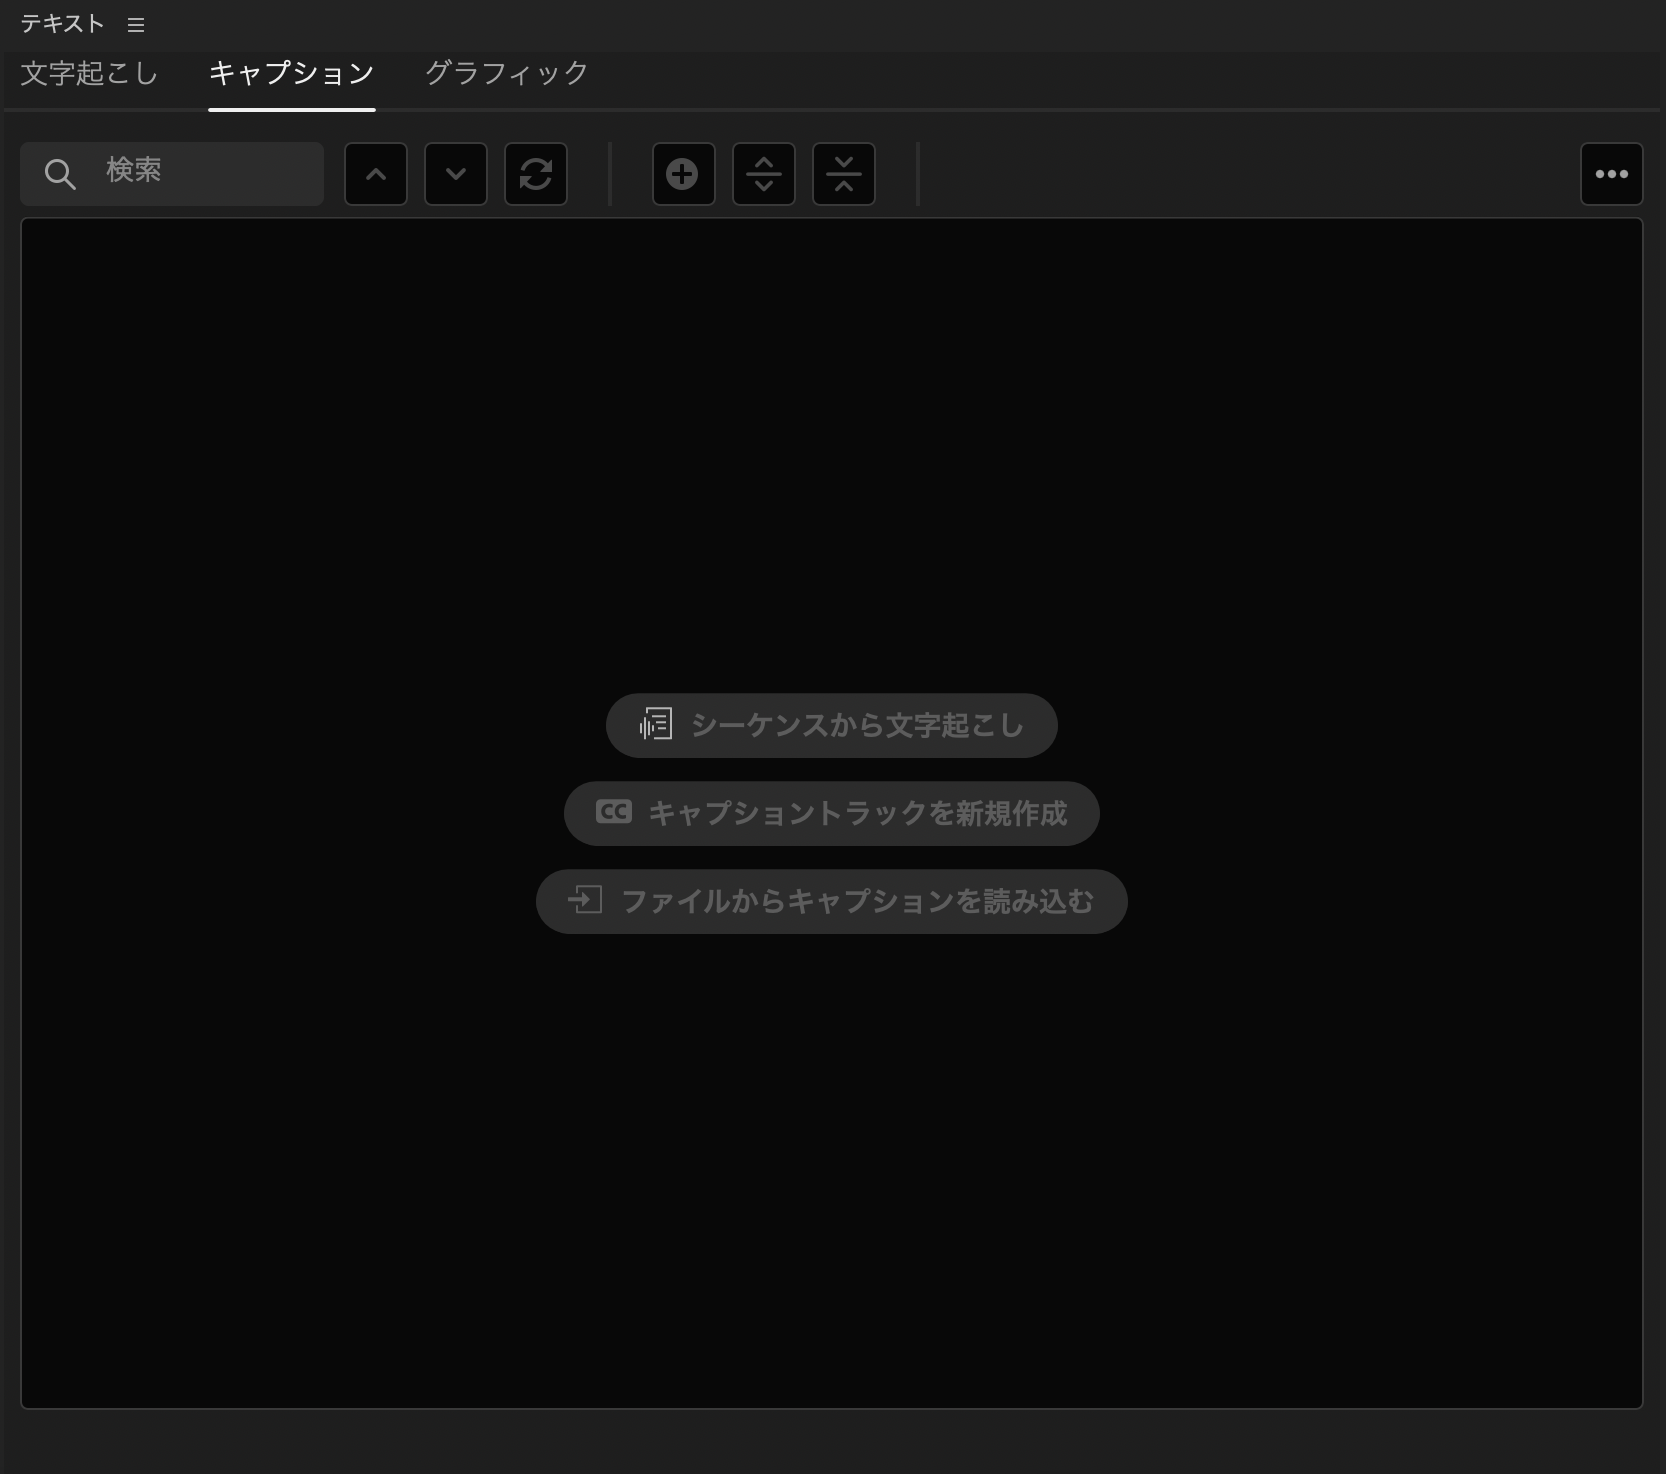 テキスト
文字起こし キャプション グラフィック
検索
シーケンスから文字起こし
CC キャプショントラックを新規作成
ファイルからキャプションを読み込む